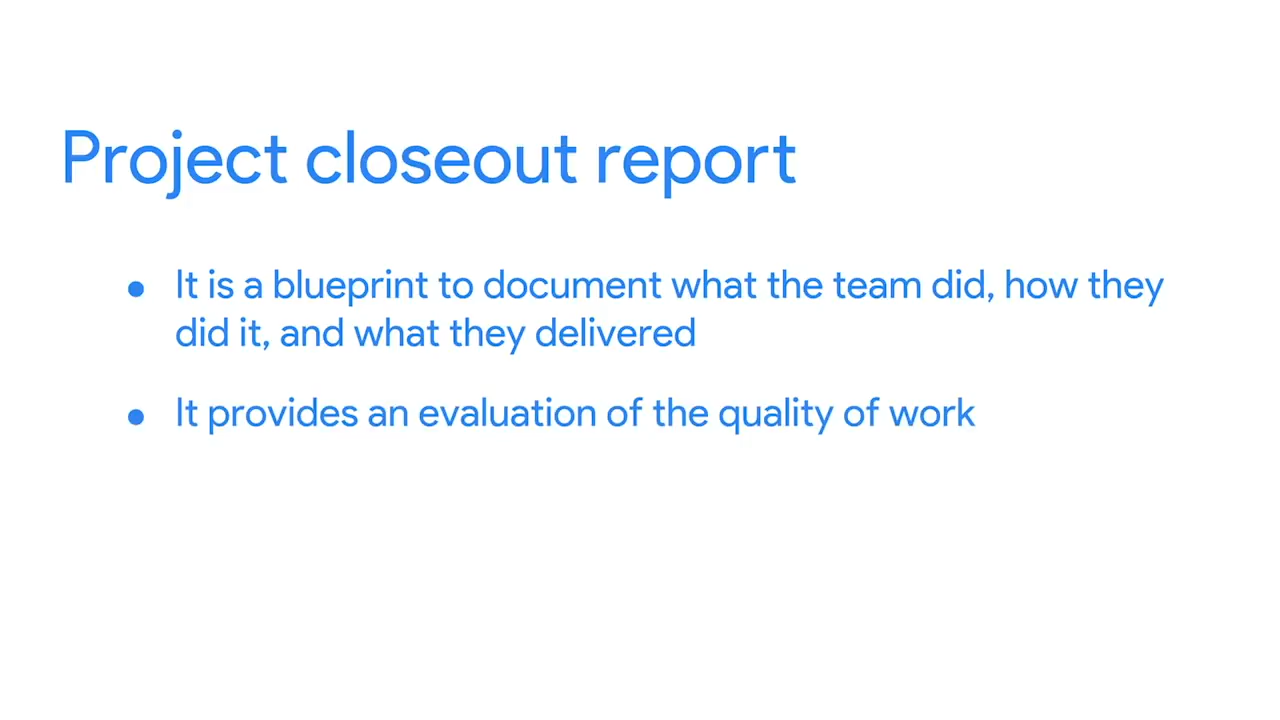 Project closeout report
● It is a blueprint to document what the team did, how they
did it, and what they delivered
● It provides an evaluation of the quality of work